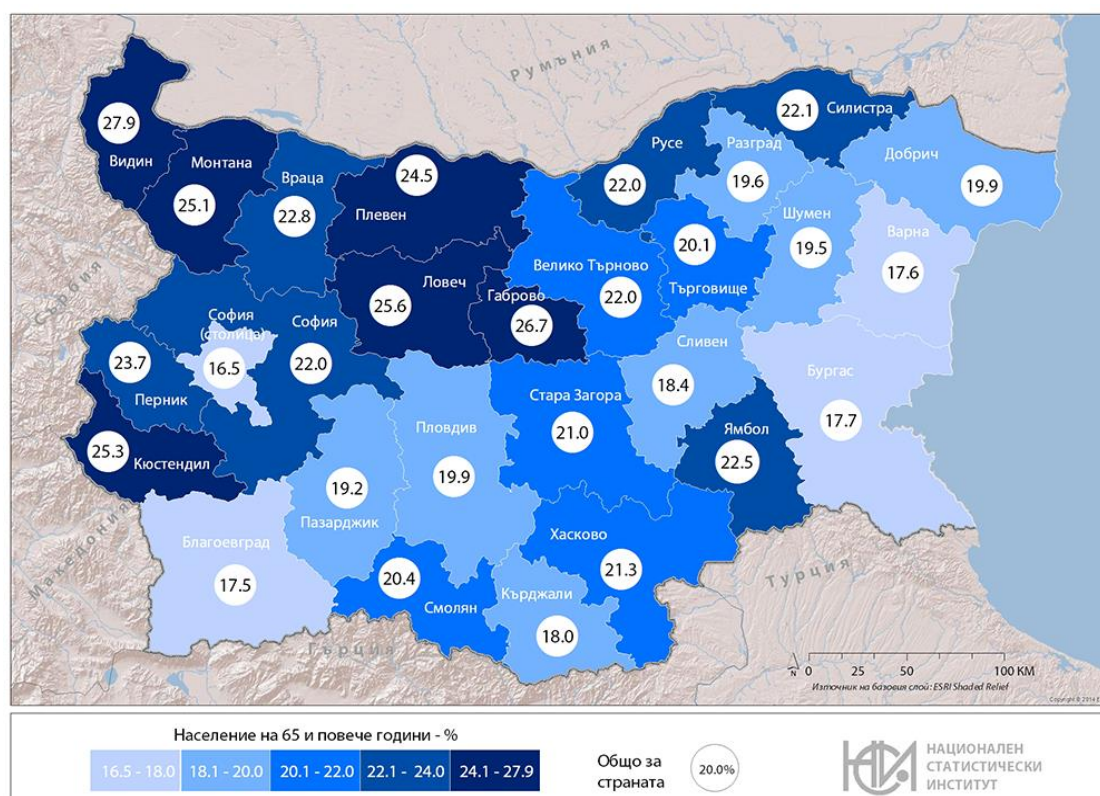 Румъния
22.1
Силистра
27.9
Видин
Монтана
25.1
Враца
22.8
24.5
Плевен
Русе
22.0
Разград
19.6
Добрич
19.9
Шумен
19.5
Варна
17.6
20.1
Търговище
Велико Търново
22.0
Ловеч
25.6
Габрово
26.7
Сърбия
София
(столица)
16.5
София
22.0
23.7
Перник
Сливен
18.4
Бургас
17.7
Стара Загора
21.0
Ямбол
22.5
25.3
Кюстендил
Пловдив
19.9
19.2
Пазарджик
Македония
Благоевград
17.5
20.4
Смолян
Хасково
21.3
Кърджали
18.0
Турция
Гърция
N
0 25 50 100 KM
Източник на базовия слой: ESRI Shaded Relief
Население на 65 и повече години - %
16.5 - 18.0 18.1 - 20.0 20.1 - 22.0 22.1 - 24.0 24.1 - 27.9
Общо за
страната
20.0%
НСИ
НАЦИОНАЛЕН
СТАТИСТИЧЕСКИ
ИНСТИТУТ